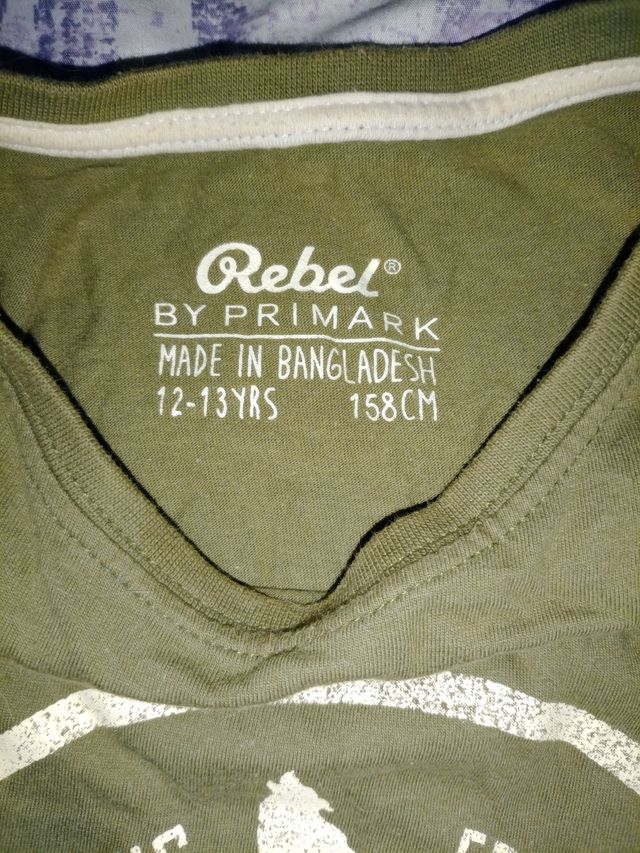 Rebel®
BY PRIMARK
MADE IN BANGLADESH
12-13YRS 158CM